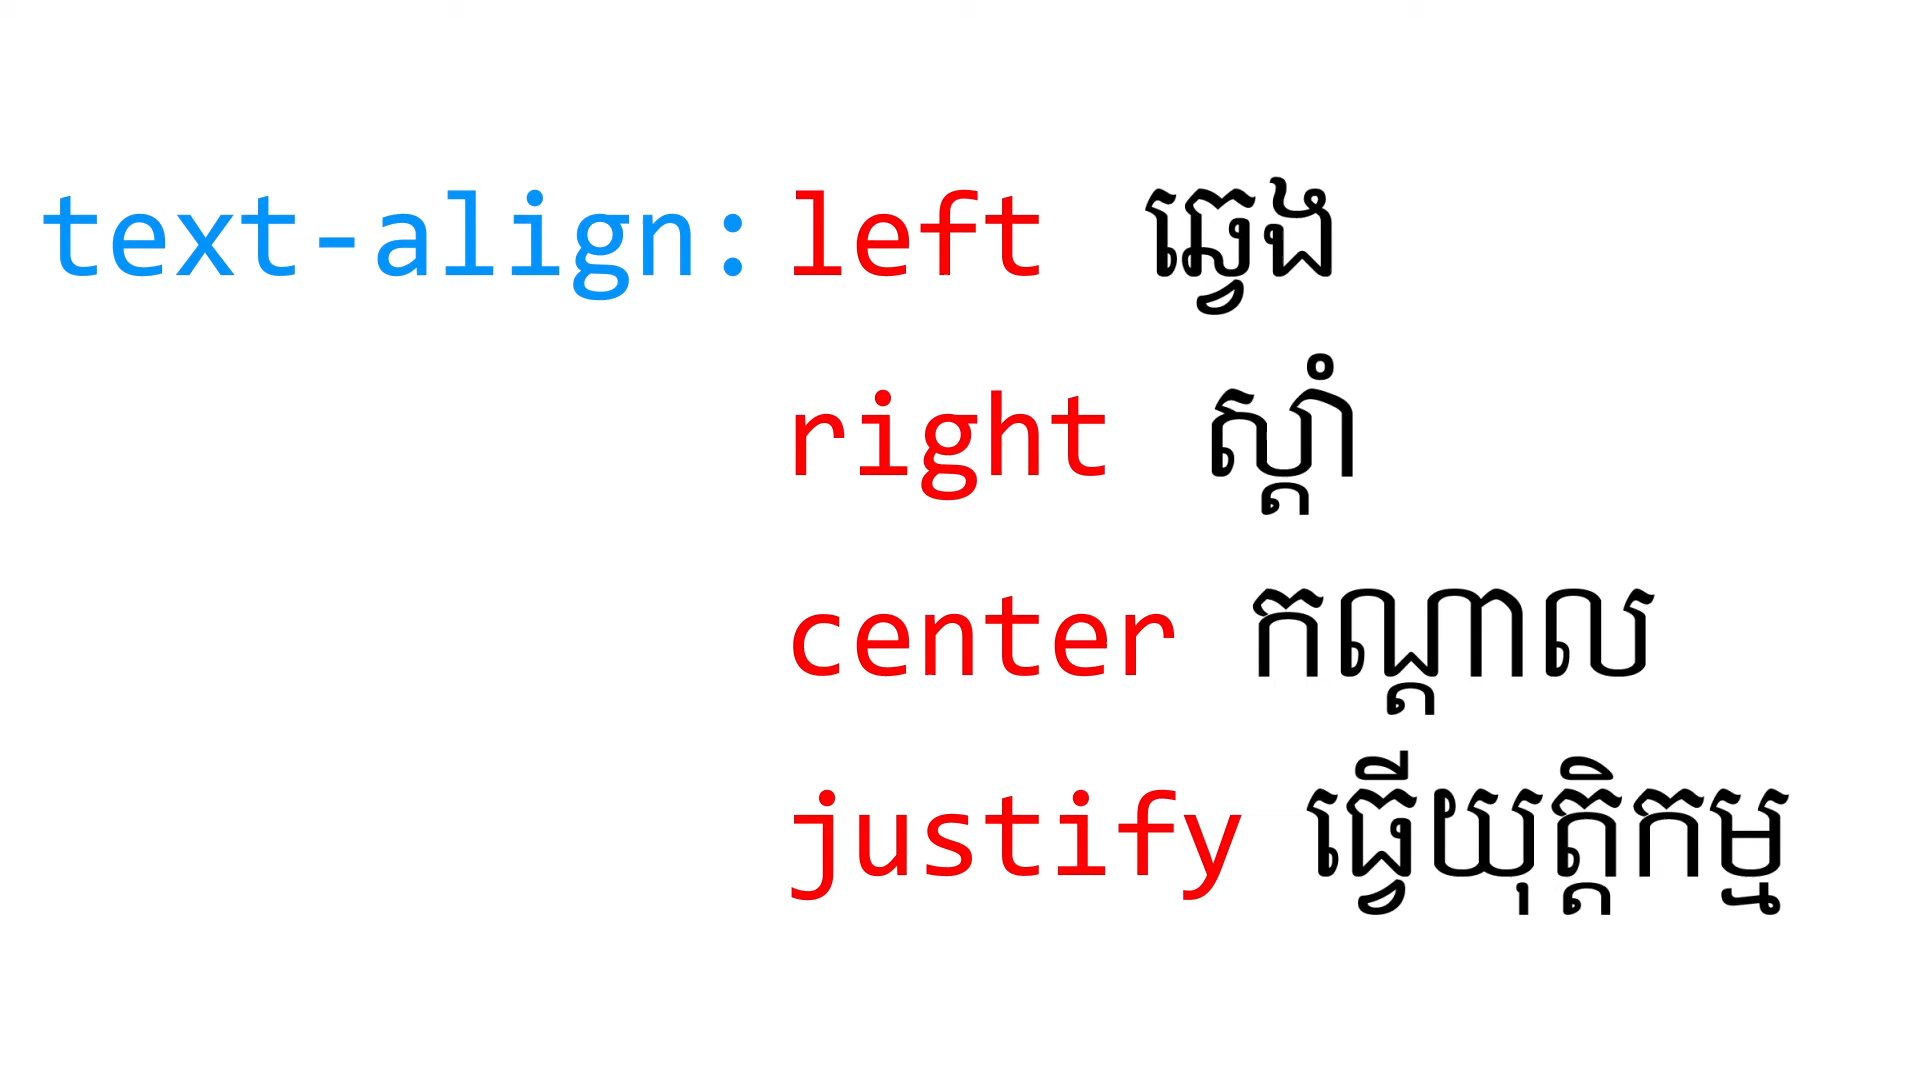 text-align: left ឆ្វេង
right ស្ដាំ
center កណ្ដាល
justify ធ្វើយុត្តិកម្ម